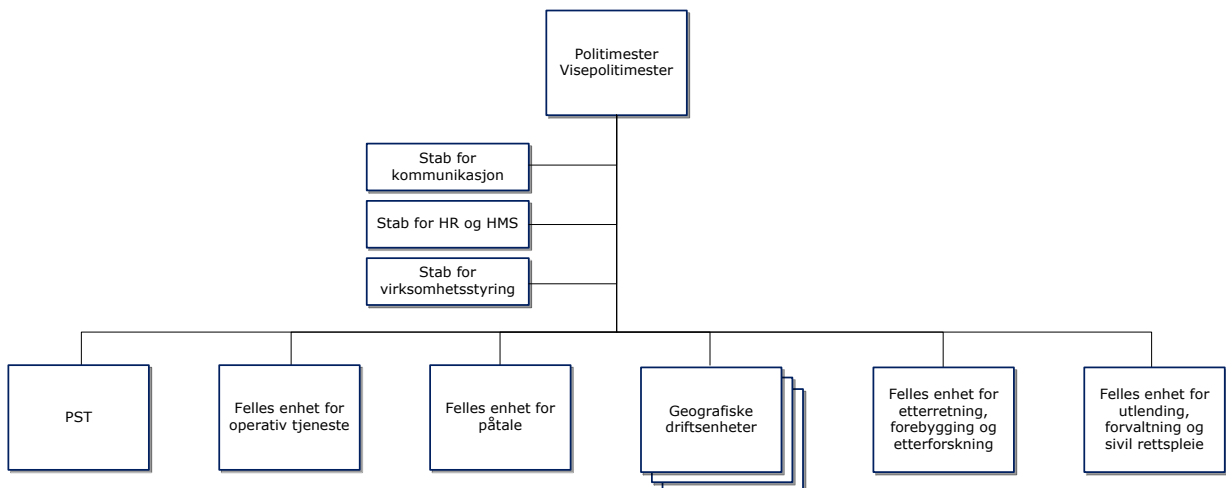 Politimester
Visepolitimester
Stab for
kommunikasjon
Stab for HR og HMS
Stab for
virksomhetsstyring
PST
Felles enhet for
operativ tjeneste
Felles enhet for
påtale
Geografiske
driftsenheter
Felles enhet for
etterretning,
forebygging og
etterforskning
Felles enhet for
utlending,
forvaltning og
sivil rettspleie